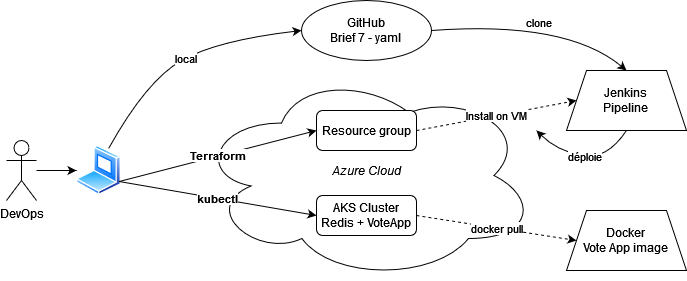 GitHub
Brief 7 - yaml
clone
local
Jenkins
Pipeline
Install on VM
Resource group
Terraform
déploie
Azure Cloud
kubectl
AKS Cluster
Redis + VoteApp
DevOps
docker pull
Docker
Vote App image